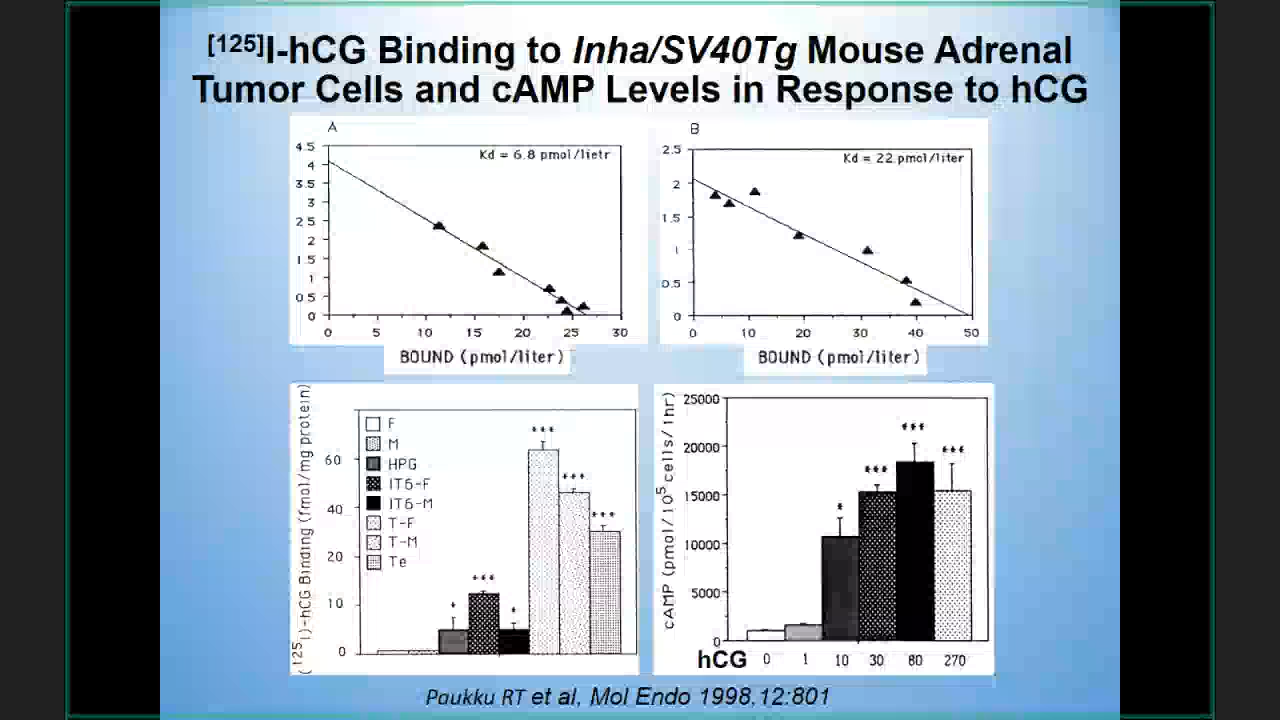 [125]I-hCG Binding to Inha/SV40Tg Mouse Adrenal
Tumor Cells and cAMP Levels in Response to hCG
A
Kd = 6.8 pmol/lietr
4.5
4
3.5
3
2 5
2
1.5
1
0 5
0
0 5 10 15 20 25 30
BOUND (pmol/liter)
B
Kd = 22 pmol/liter
2.5
2
1.5
1
0.5
0
0 10 20 30 40 50
BOUND (pmol/liter)
(125I)-hCG Binding (fmol/mg protein)
60
40
20
10
0
F
M
HPG
IT6-F
IT6-M
T-F
T-M
Te
*
***
*
***
***
***
cAMP (pmol/105cells/1hr)
25000
20000
15000
10000
5000
0
*
***
***
***
hCG 0 1 10 30 80 270
Paukku RT et al, Mol Endo 1998,12:801